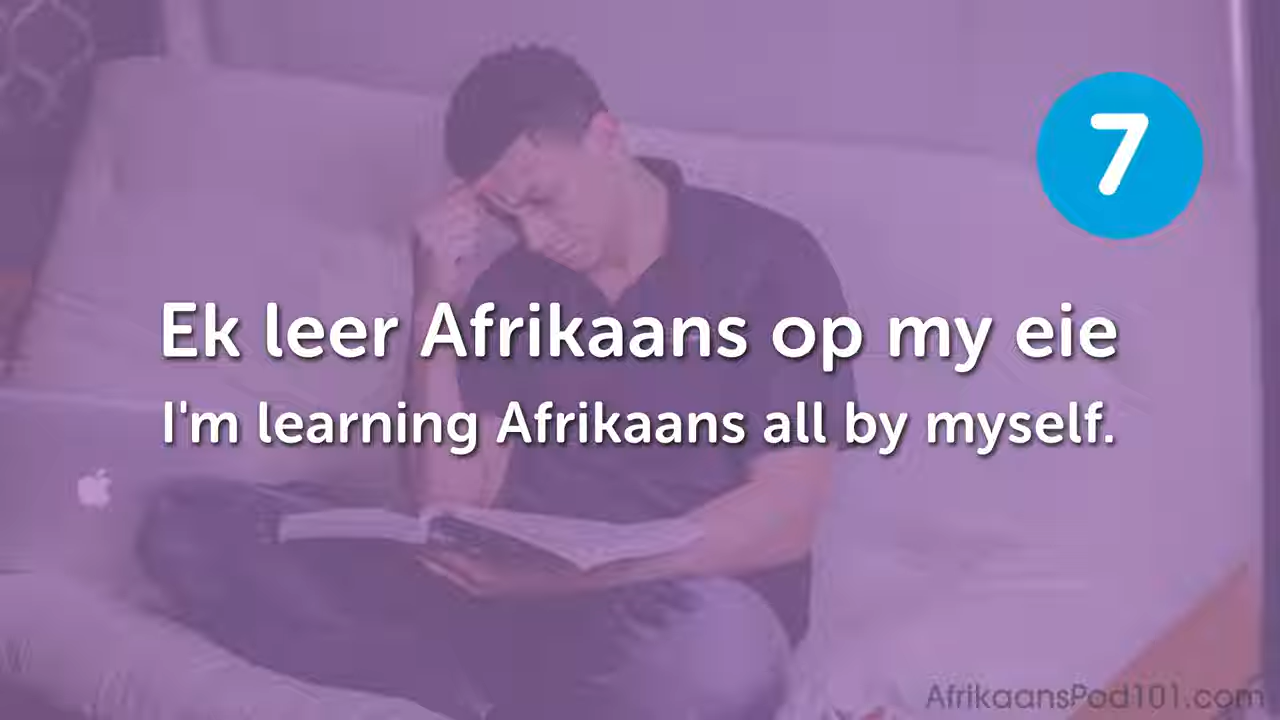 7
Ek leer Afrikaans op my eie
I'm learning Afrikaans all by myself.
AfrikaansPod101.com